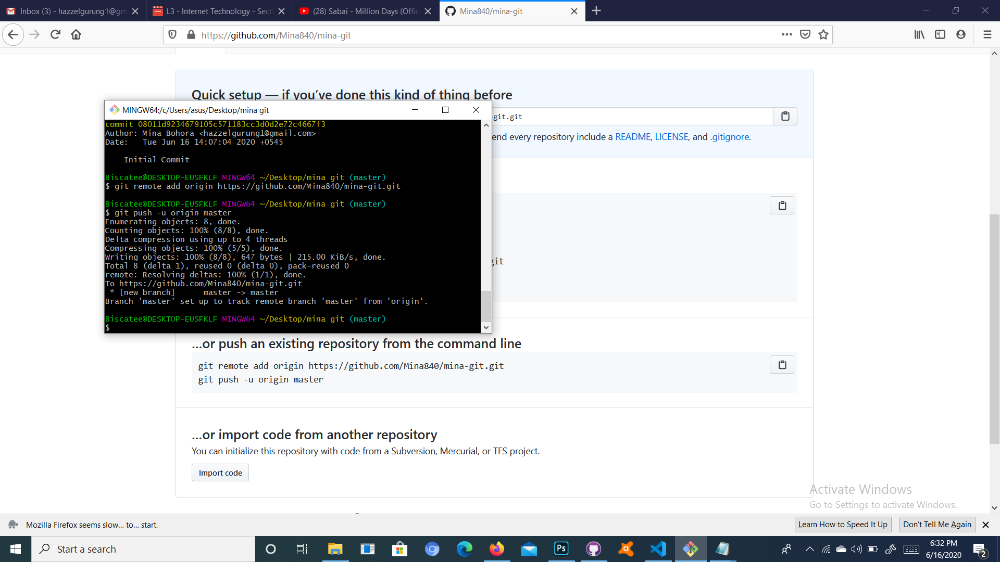 Inbox (3) - hazzelgurung1@gm
L3 - Internet Technology - Secti
(28) Sabai - Million Days (Offic
Mina840/mina-git
https://github.com/Mina840/mina-git
Quick setup — if you’ve done this kind of thing before
-git.git
end every repository include a README, LICENSE, and .gitignore.
MINGW64:/c/Users/asus/Desktop/mina git
commit 08011d9234679105c571183cc3d0d2e72c4667f3
Author: Mina Bohora <hazzelgurung1@gmail.com>
Date:   Tue Jun 16 14:07:04 2020 +0545
Initial Commit
Biscatee@DESKTOP-EUSFKLF MINGW64 ~/Desktop/mina git (master)
$ git remote add origin https://github.com/Mina840/mina-git.git
Biscatee@DESKTOP-EUSFKLF MINGW64 ~/Desktop/mina git (master)
$ git push -u origin master
Enumerating objects: 8, done.
Counting objects: 100% (8/8), done.
Delta compression using up to 4 threads
Compressing objects: 100% (5/5), done.
Writing objects: 100% (8/8), 647 bytes | 215.00 KiB/s, done.
Total 8 (delta 1), reused 0 (delta 0), pack-reused 0
remote: Resolving deltas: 100% (1/1), done.
To https://github.com/Mina840/mina-git.git
* [new branch]      master -> master
Branch 'master' set up to track remote branch 'master' from 'origin'.
Biscatee@DESKTOP-EUSFKLF MINGW64 ~/Desktop/mina git (master)
$
git
…or push an existing repository from the command line
git remote add origin https://github.com/Mina840/mina-git.git
git push -u origin master
…or import code from another repository
You can initialize this repository with code from a Subversion, Mercurial, or TFS project.
Import code
Activate Windows
Go to Settings to activate Windows.
Mozilla Firefox seems slow... to... start.
Learn How to Speed It Up
Don't Tell Me Again
Start a search
Ps
6:32 PM
6/16/2020
2